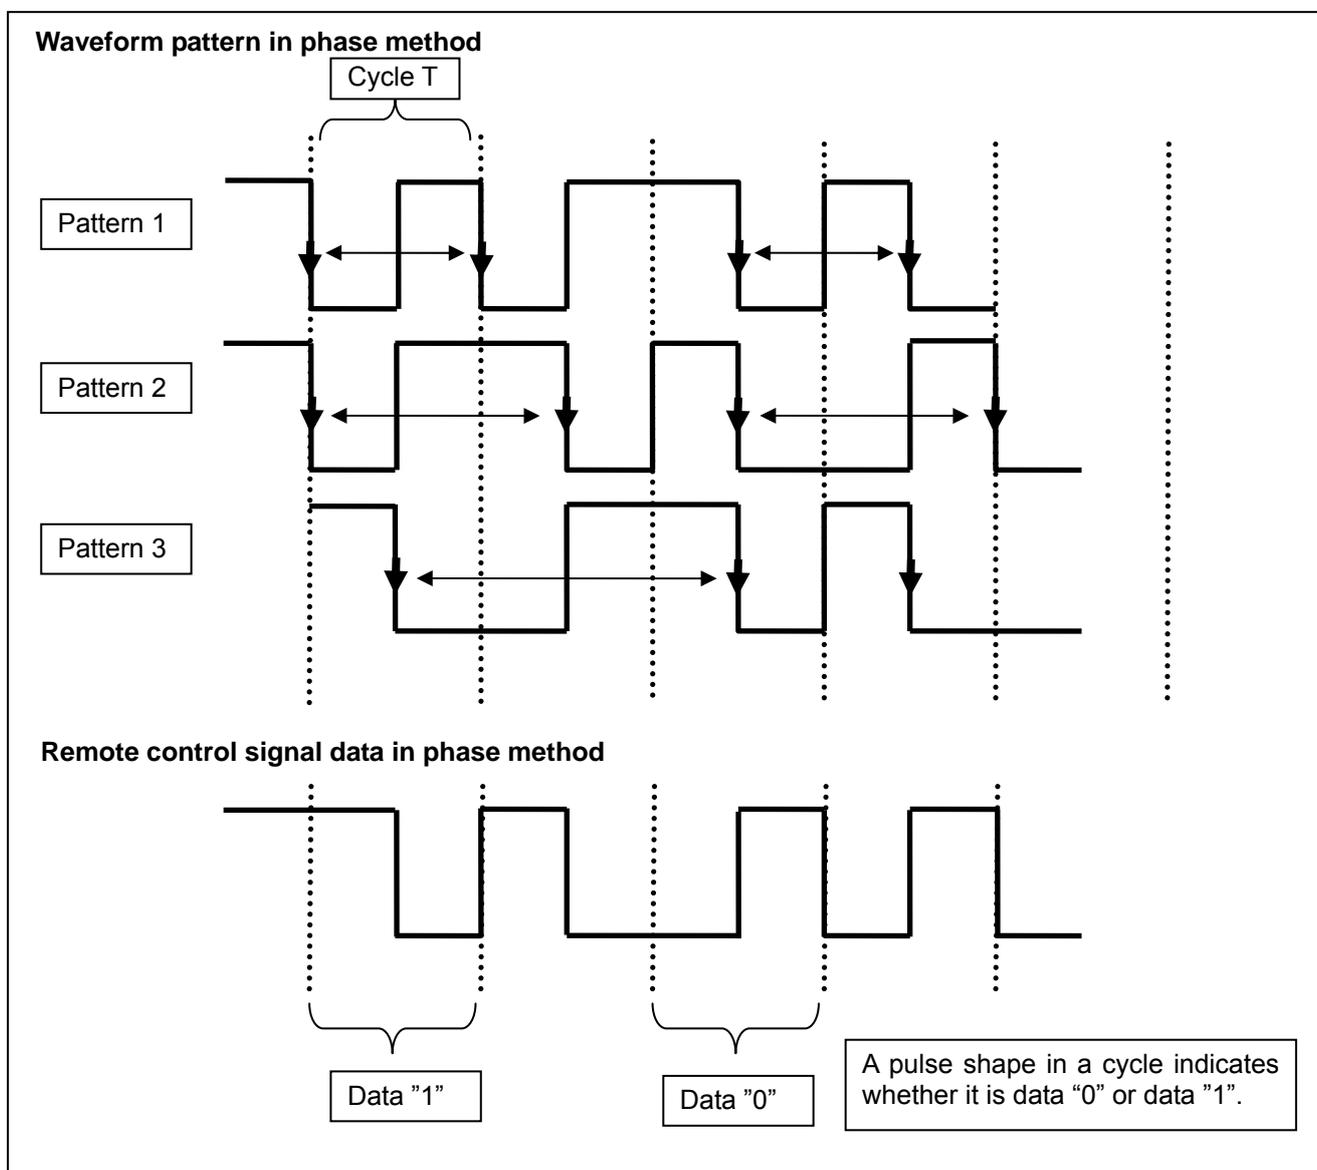 Waveform pattern in phase method
Cycle T
Pattern 1
Pattern 2
Pattern 3
Remote control signal data in phase method
Data ”1”
Data ”0”
A pulse shape in a cycle indicates
whether it is data “0” or data ”1”.